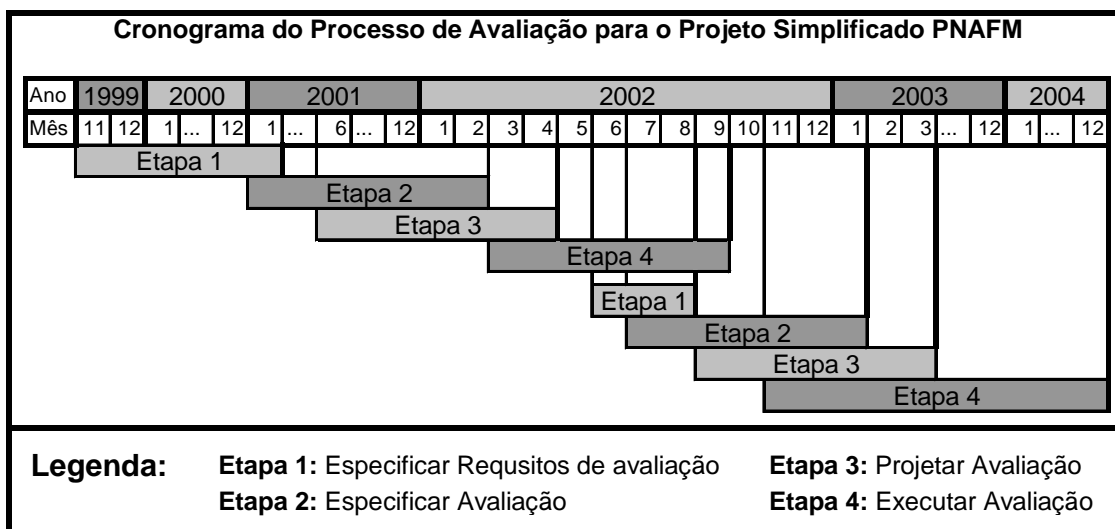 Cronograma do Processo de Avaliação para o Projeto Simplificado PNAFM
Ano 1999 2000 2001 2002 2003 2004
Mês 11 12 1 ... 12 1 ... 6 ... 12 1 2 3 4 5 6 7 8 9 10 11 12 1 2 3 ... 12 1 ... 12
Etapa 1
Etapa 2
Etapa 3
Etapa 4
Etapa 1
Etapa 2
Etapa 3
Etapa 4
Legenda: Etapa 1: Especificar Requsitos de avaliação Etapa 3: Projetar Avaliação
Etapa 2: Especificar Avaliação Etapa 4: Executar Avaliação